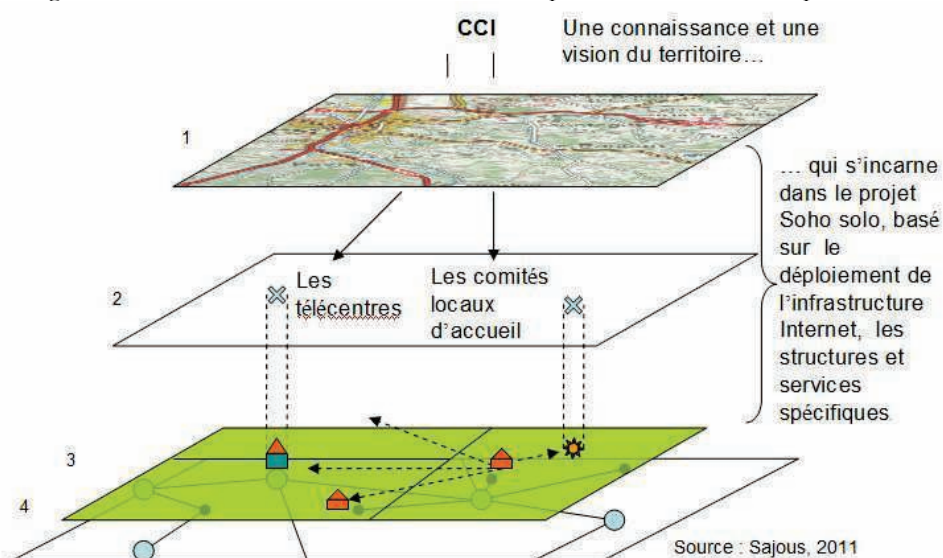 CCI
Une connaissance et une
vision du territoire…
1
… qui s’incarne
dans le projet
Soho solo, basé
sur le
déploiement de
l’infrastructure
Internet, les
structures et
services
spécifiques
2
Les
télécentres
Les comités
locaux
d’accueil
3
4
Source : Sajous, 2011